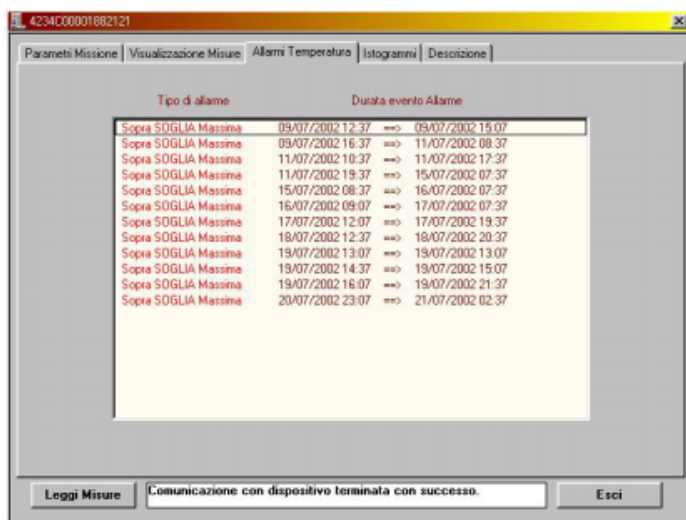 4234C00001882121
Parametri Missione Visualizzazione Misure Allarmi Temperatura Istogrammi Descrizione
Tipo di allarme Durata evento Allarme
Sopra SOGLIA Massima 09/07/2002 12:37 ==> 09/07/2002 15:07
Sopra SOGLIA Massima 09/07/2002 16:37 ==> 11/07/2002 08:37
Sopra SOGLIA Massima 11/07/2002 10:37 ==> 11/07/2002 17:37
Sopra SOGLIA Massima 11/07/2002 19:37 ==> 15/07/2002 07:37
Sopra SOGLIA Massima 15/07/2002 08:37 ==> 16/07/2002 07:37
Sopra SOGLIA Massima 16/07/2002 09:07 ==> 17/07/2002 07:37
Sopra SOGLIA Massima 17/07/2002 12:07 ==> 17/07/2002 19:37
Sopra SOGLIA Massima 18/07/2002 12:37 ==> 18/07/2002 20:37
Sopra SOGLIA Massima 19/07/2002 13:07 ==> 19/07/2002 13:07
Sopra SOGLIA Massima 19/07/2002 14:37 ==> 19/07/2002 15:07
Sopra SOGLIA Massima 19/07/2002 16:07 ==> 19/07/2002 21:37
Sopra SOGLIA Massima 20/07/2002 23:07 ==> 21/07/2002 02:37
Leggi Misure Comunicazione con dispositivo terminata con successo. Esci